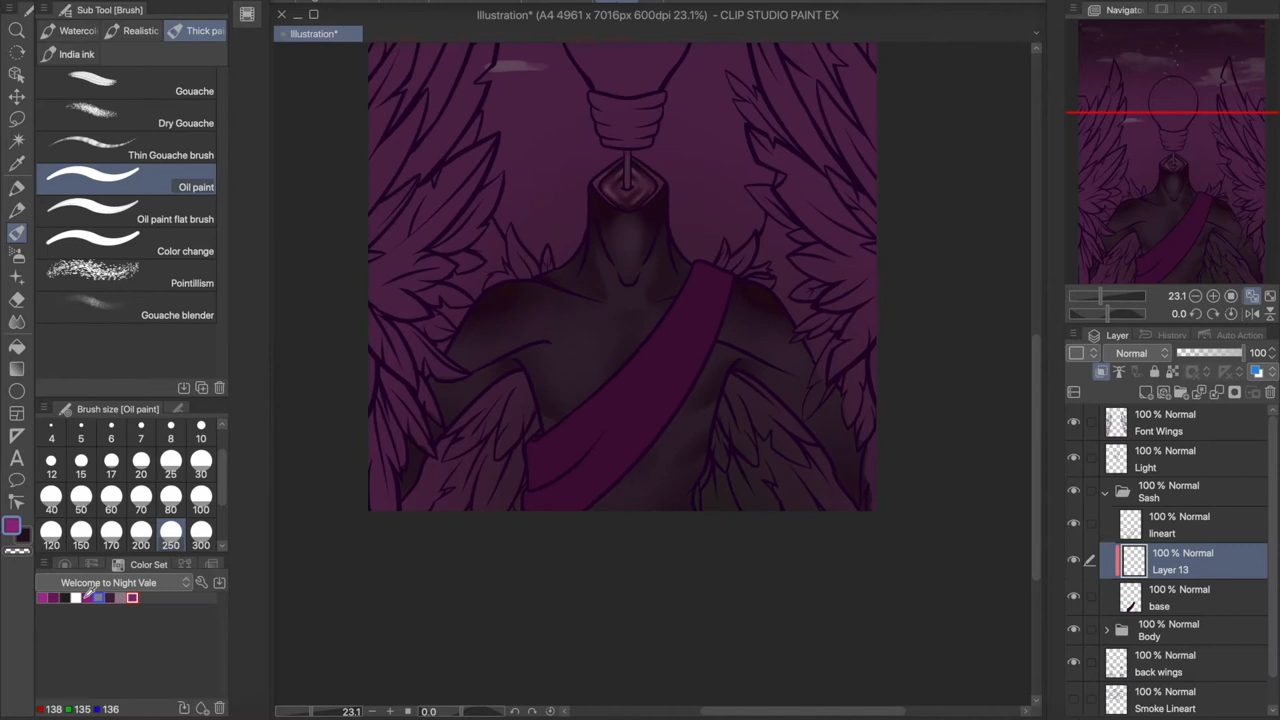 Sub Tool [Brush]
Watercol
Realistic
Thick pai
India ink
Gouache
Dry Gouache
Thin Gouache brush
Oil paint
Oil paint flat brush
Color change
Pointillism
Gouache blender
Brush size [Oil paint]
4 5 6 7 8 10
12 15 17 20 25 30
40 50 60 70 80 100
120 150 170 200 250 300
Color Set
Welcome to Night Vale
138 135 136
Illustration* (A4 4961 x 7016px 600dpi 23.1%) - CLIP STUDIO PAINT EX
Illustration*
23.1 0.0
Navigator
23.1
0.0
Layer History Auto Action
Normal 100
100 % Normal
Font Wings
100 % Normal
Light
100 % Normal
Sash
100 % Normal
lineart
100 % Normal
Layer 13
100 % Normal
base
100 % Normal
Body
100 % Normal
back wings
100 % Normal
Smoke Lineart